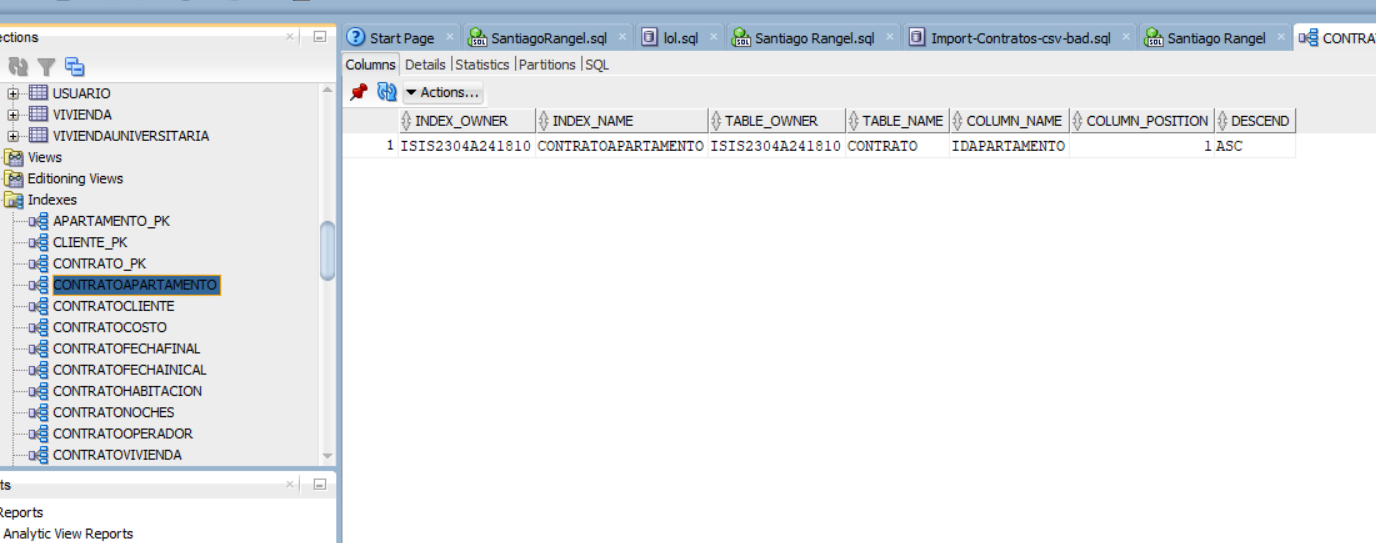 ections
Start Page SantiagoRangel.sql lol.sql Santiago Rangel.sql Import-Contratos-csv-bad.sql Santiago Rangel CONTRA
Columns Details Statistics Partitions SQL
Actions...
USUARIO
VIVIENDA
VIVIENDAUNIVERSITARIA
Views
Editioning Views
Indexes
APARTAMENTO_PK
CLIENTE_PK
CONTRATO_PK
CONTRATOAPARTAMENTO
CONTRATOCLIENTE
CONTRATOCOSTO
CONTRATOFECHAFINAL
CONTRATOFECHAINICAL
CONTRATOHABITACION
CONTRATONOCHES
CONTRATOOPERADOR
CONTRATOVIVIENDA
INDEX_OWNER INDEX_NAME TABLE_OWNER TABLE_NAME COLUMN_NAME COLUMN_POSITION DESCEND
1 ISIS2304A241810 CONTRATOAPARTAMENTO ISIS2304A241810 CONTRATO IDAPARTAMENTO 1 ASC
ts
Reports
Analytic View Reports